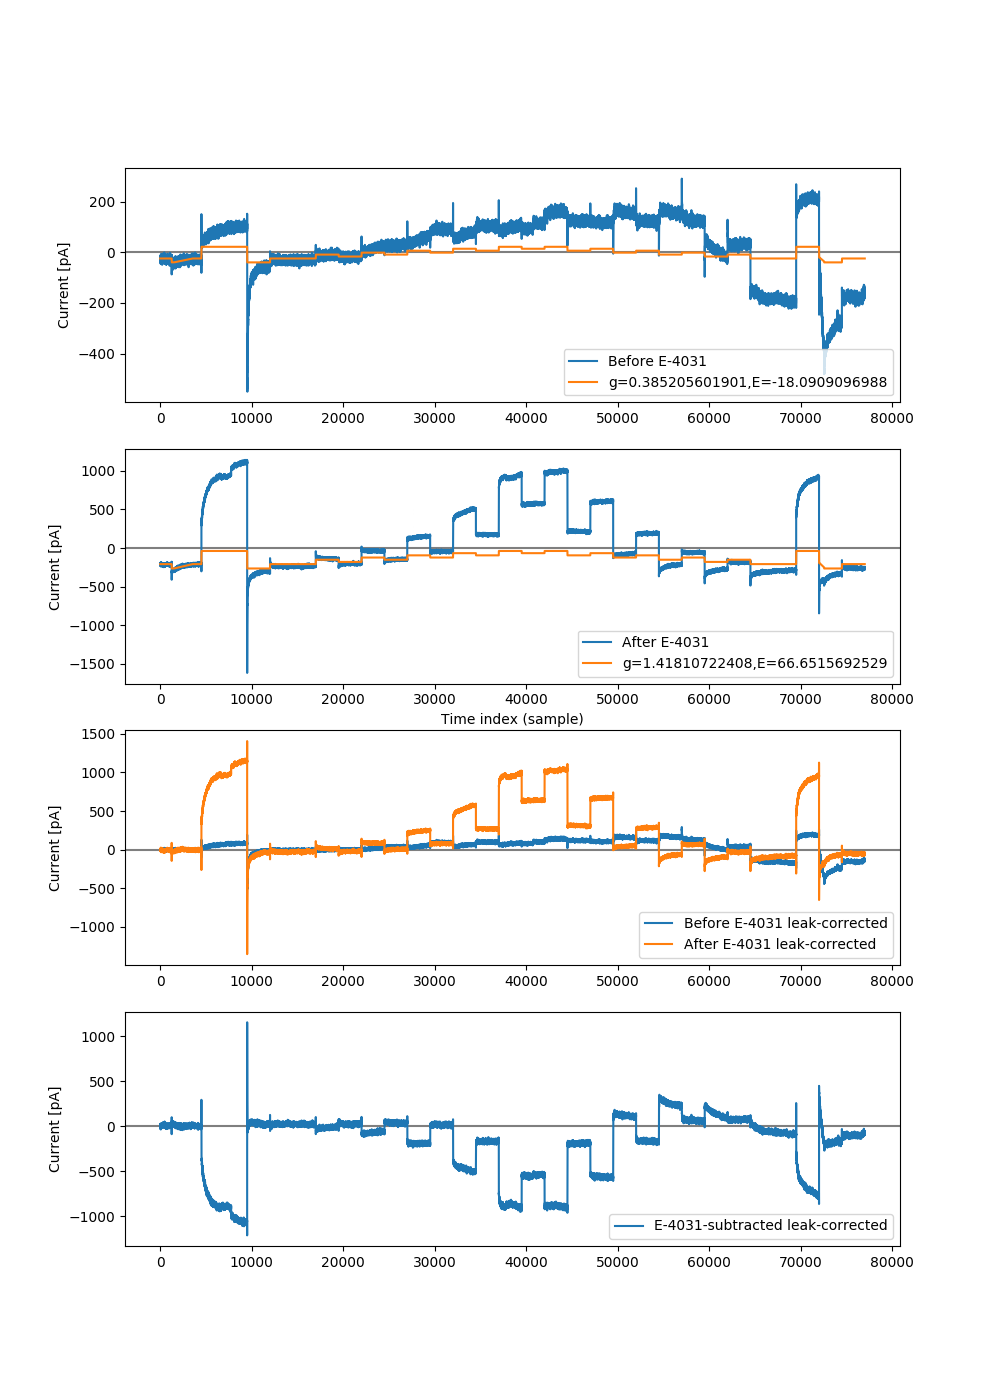 200
0
−200
−400
Current [pA]
Before E-4031
g=0.385205601901,E=-18.0909096988
0 10000 20000 30000 40000 50000 60000 70000 80000
1000
500
0
−500
−1000
−1500
Current [pA]
After E-4031
g=1.41810722408,E=66.6515692529
0 10000 20000 30000 40000 50000 60000 70000 80000
Time index (sample)
1500
1000
500
0
−500
−1000
Current [pA]
Before E-4031 leak-corrected
After E-4031 leak-corrected
0 10000 20000 30000 40000 50000 60000 70000 80000
1000
500
0
−500
−1000
Current [pA]
E-4031-subtracted leak-corrected
0 10000 20000 30000 40000 50000 60000 70000 80000